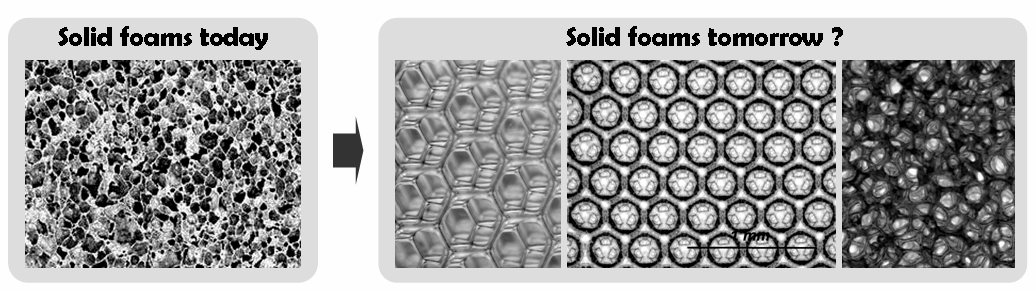 Solid foams today
Solid foams tomorrow ?
1 mm